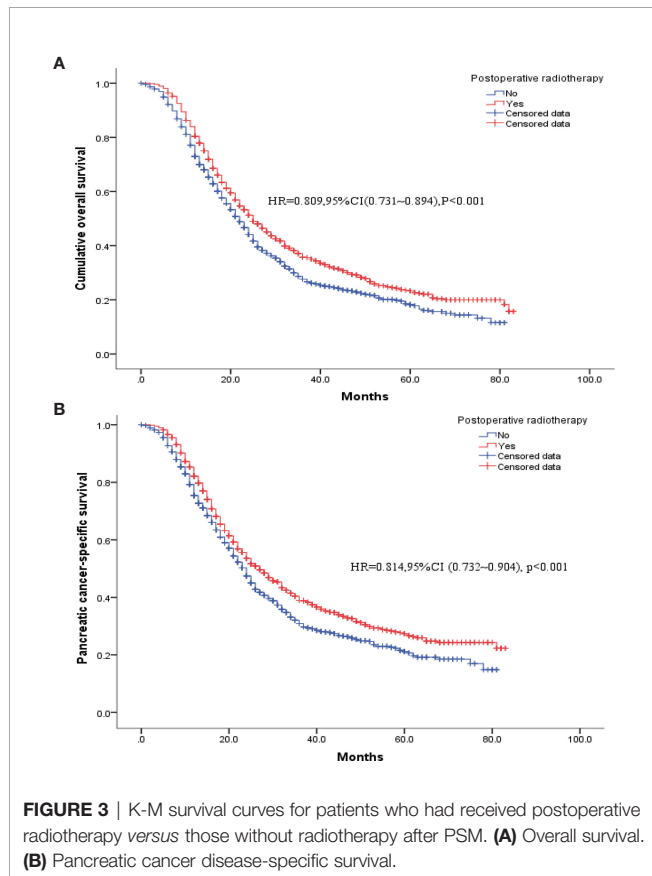 A
Postoperative radiotherapy
No
Yes
Censored data
Censored data
HR=0.809,95%CI(0.731~0.894),P<0.001
Cumulative overall survival
1.0
0.8
0.6
0.4
0.2
0.0
.0 20.0 40.0 60.0 80.0 100.0
Months
B
Postoperative radiotherapy
No
Yes
Censored data
Censored data
HR=0.814,95%CI (0.732~0.904), p<0.001
Pancreatic cancer-specific survival
1.0
0.8
0.6
0.4
0.2
0.0
.0 20.0 40.0 60.0 80.0 100.0
Months
FIGURE 3 | K-M survival curves for patients who had received postoperative
radiotherapy versus those without radiotherapy after PSM. (A) Overall survival.
(B) Pancreatic cancer disease-specific survival.